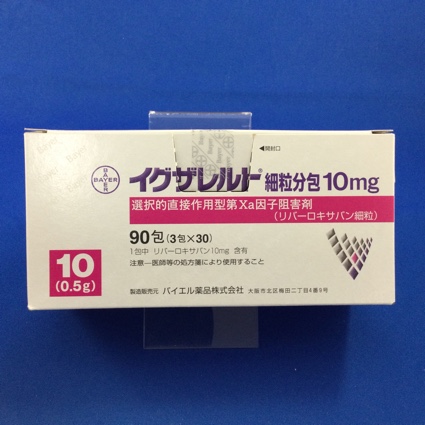 ◀開封口
BAYER
BAYER
イグザレルト® 細粒分包10mg
選択的直接作用型第Xa因子阻害剤
(リバーロキサバン細粒)
90包(3包×30)
1包中 リバーロキサバン10mg 含有
注意―医師等の処方箋により使用すること
10
(0.5g)
製造販売元 バイエル薬品株式会社 大阪市北区梅田二丁目4番9号